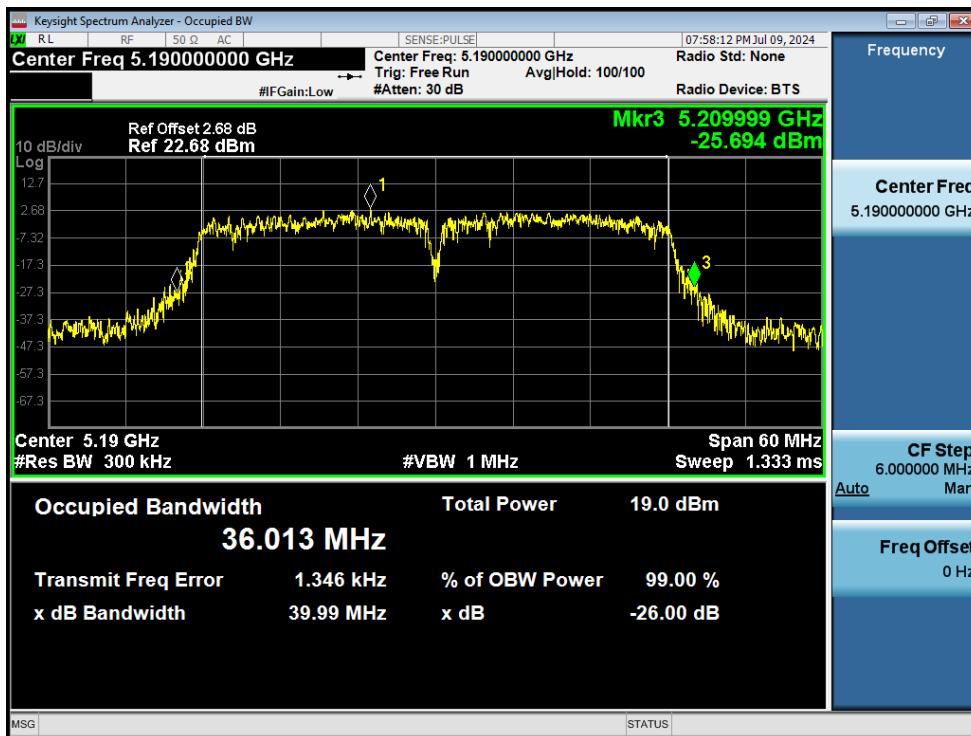 Keysight Spectrum Analyzer - Occupied BW
LXI RL RF 50 Ω AC SENSE:PULSE 07:58:12 PM Jul 09, 2024
Center Freq 5.190000000 GHz
Center Freq: 5.190000000 GHz Radio Std: None
Trig: Free Run Avg|Hold: 100/100
#IFGain:Low #Atten: 30 dB Radio Device: BTS
Ref Offset 2.68 dB Mkr3 5.209999 GHz
10 dB/div Ref 22.68 dBm -25.694 dBm
Log
12.7
2.68
-7.32
-17.3
-27.3
-37.3
-47.3
-57.3
-67.3
1
3
Center 5.19 GHz Span 60 MHz
#Res BW 300 kHz #VBW 1 MHz Sweep 1.333 ms
Occupied Bandwidth Total Power 19.0 dBm
36.013 MHz
Transmit Freq Error 1.346 kHz % of OBW Power 99.00 %
x dB Bandwidth 39.99 MHz x dB -26.00 dB
MSG STATUS
Frequency
Center Freq
5.190000000 GHz
CF Step
6.000000 MHz
Auto Man
Freq Offset
0 Hz